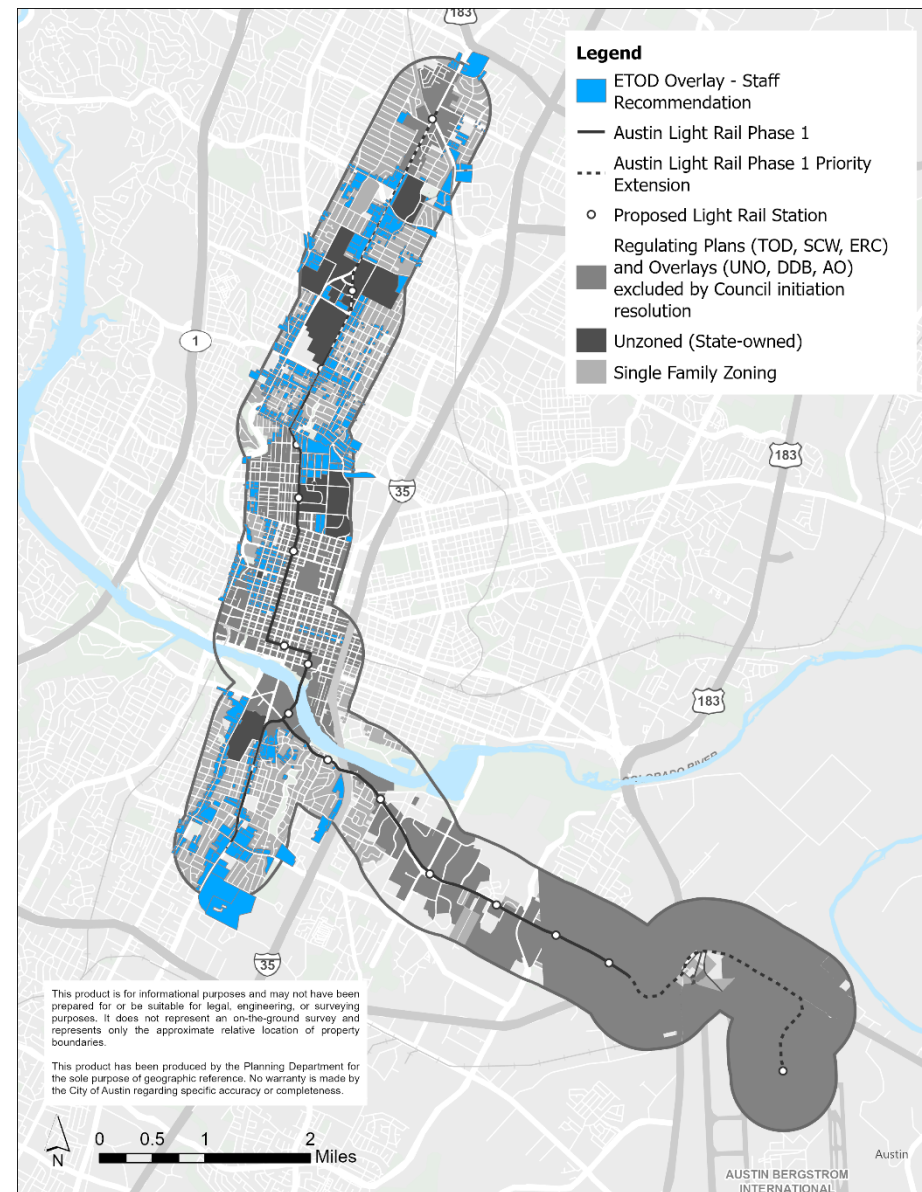 183
Legend
ETOD Overlay - Staff
Recommendation
Austin Light Rail Phase 1
Austin Light Rail Phase 1 Priority
Extension
Proposed Light Rail Station
Regulating Plans (TOD, SCW, ERC)
and Overlays (UNO, DDB, AO)
excluded by Council initiation
resolution
Unzoned (State-owned)
Single Family Zoning
1
183
35
183
COLORADO RIVER
35
This product is for informational purposes and may not have been
prepared for or be suitable for legal, engineering, or surveying
purposes. It does not represent an on-the-ground survey and
represents only the approximate relative location of property
boundaries.
This product has been produced by the Planning Department for
the sole purpose of geographic reference. No warranty is made by
the City of Austin regarding specific accuracy or completeness.
N
0 0.5 1 2
Miles
Austin
AUSTIN BERGSTROM
INTERNATIONAL